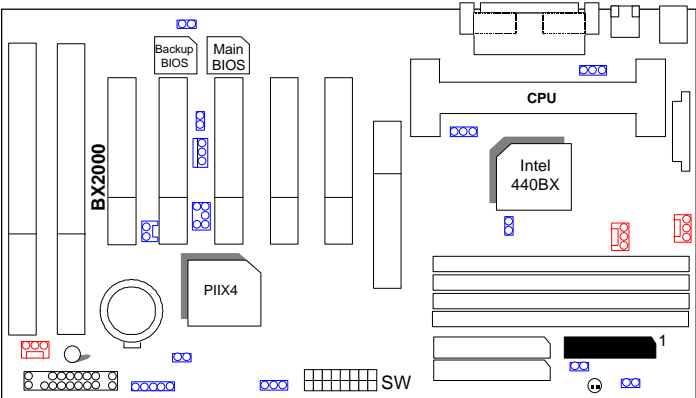 Backup
BIOS
Main
BIOS
CPU
BX2000
Intel
440BX
PIIX4
1
SW